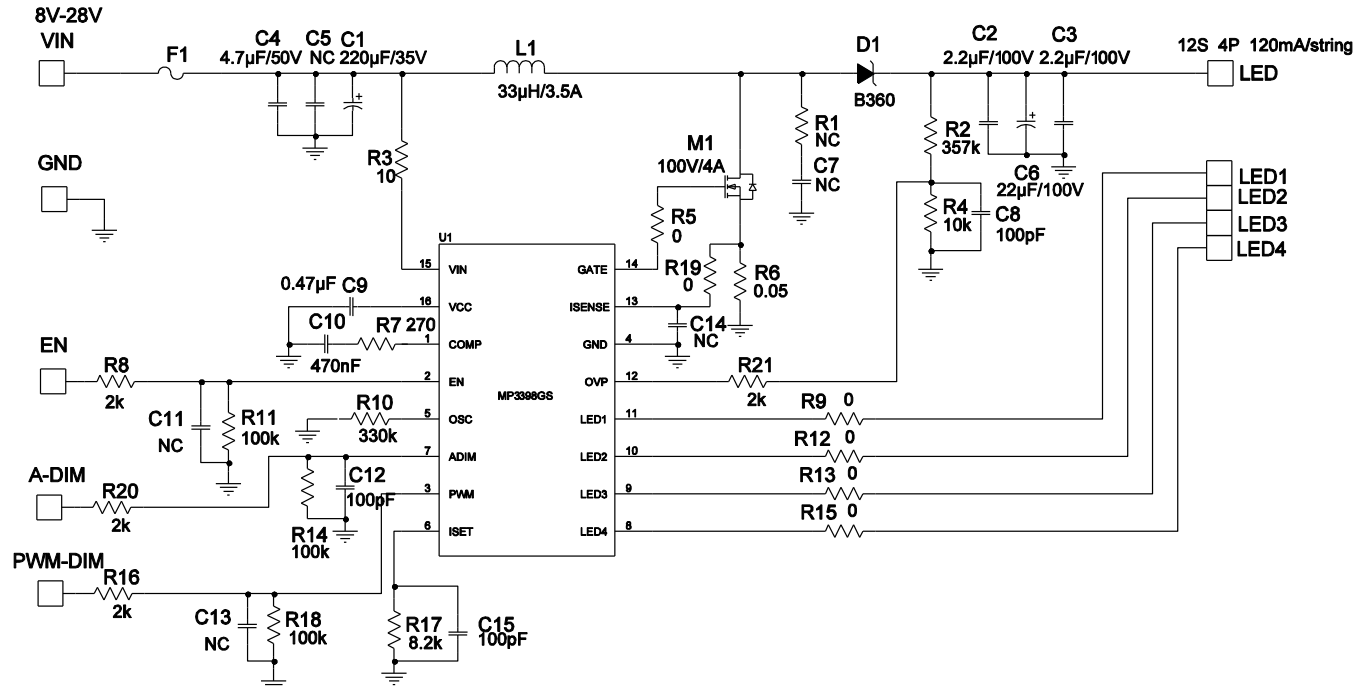 8V-28V
VIN
F1
C4
4.7µF/50V
C5
NC
C1
220µF/35V
L1
33µH/3.5A
D1
B360
C2
2.2µF/100V
C3
2.2µF/100V
12S 4P 120mA/string
LED
R3
10
M1
100V/4A
R1
NC
C7
NC
R2
357k
C6
22µF/100V
GND
R5
0
R4
10k
C8
100pF
LED1
LED2
LED3
LED4
U1
15 VIN
GATE 14
R19
0
R6
0.05
0.47µF C9
16 VCC
ISENSE 13
C10
470nF
R7 270
1 COMP
GND 4
C14
NC
EN
R8
2k
2 EN
OVP 12
R21
2k
MP3398GS
C11
NC
R11
100k
R10
330k
5 OSC
LED1 11
R9 0
7 ADIM
LED2 10
R12 0
A-DIM
R20
2k
C12
100pF
3 PWM
LED3 9
R13 0
R14
100k
6 ISET
LED4 8
R15 0
PWM-DIM
R16
2k
C13
NC
R18
100k
R17
8.2k
C15
100pF